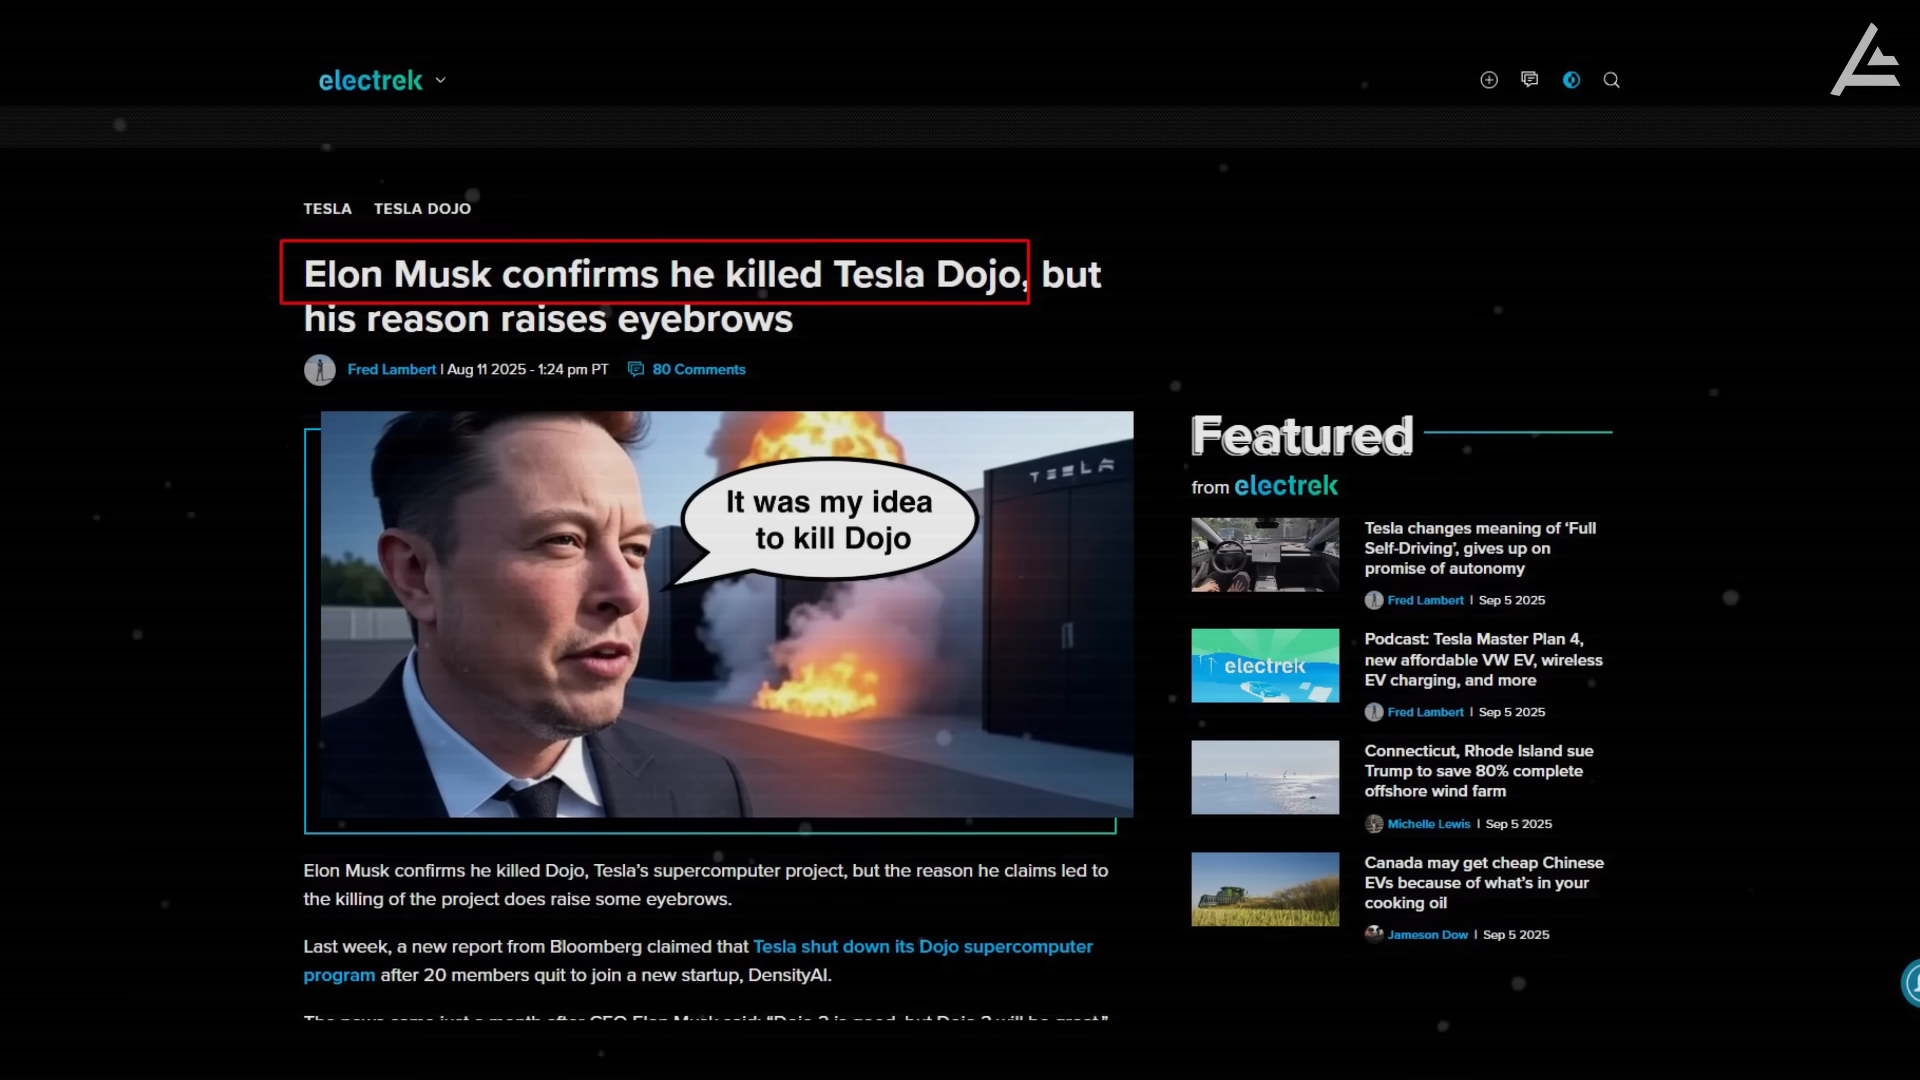 electrek
TESLA TESLA DOJO
Elon Musk confirms he killed Tesla Dojo, but
his reason raises eyebrows
Fred Lambert | Aug 11 2025 - 1:24 pm PT 80 Comments
TESLA
It was my idea
to kill Dojo
Elon Musk confirms he killed Dojo, Tesla’s supercomputer project, but the reason he claims led to
the killing of the project does raise some eyebrows.
Last week, a new report from Bloomberg claimed that Tesla shut down its Dojo supercomputer
program after 20 members quit to join a new startup, DensityAI.
Featured
from electrek
Tesla changes meaning of ‘Full
Self-Driving’, gives up on
promise of autonomy
Fred Lambert | Sep 5 2025
electrek
Podcast: Tesla Master Plan 4,
new affordable VW EV, wireless
EV charging, and more
Fred Lambert | Sep 5 2025
Connecticut, Rhode Island sue
Trump to save 80% complete
offshore wind farm
Michelle Lewis | Sep 5 2025
Canada may get cheap Chinese
EVs because of what’s in your
cooking oil
Jameson Dow | Sep 5 2025